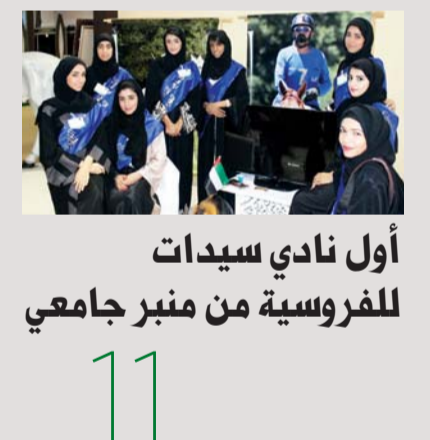 أول نادي سيدات
للفروسية من منبر جامعي
11